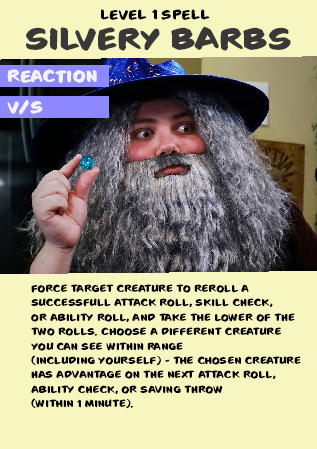 LEVEL 1 SPELL
SILVERY BARBS
REACTION
V/S
FORCE TARGET CREATURE TO REROLL A
SUCCESSFULL ATTACK ROLL, SKILL CHECK,
OR ABILITY ROLL, AND TAKE THE LOWER OF THE
TWO ROLLS. CHOOSE A DIFFERENT CREATURE
YOU CAN SEE WITHIN RANGE
(INCLUDING YOURSELF) - THE CHOSEN CREATURE
HAS ADVANTAGE ON THE NEXT ATTACK ROLL,
ABILITY CHECK, OR SAVING THROW
(WITHIN 1 MINUTE).